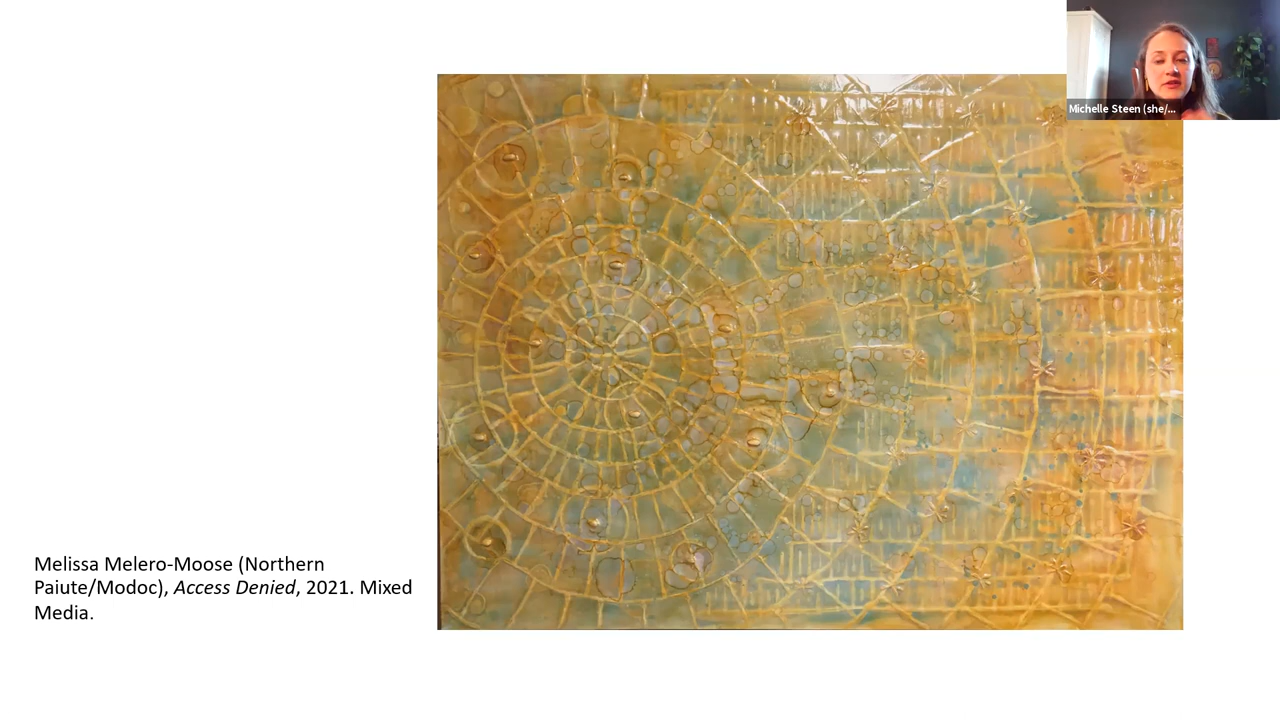 Michelle Steen (she/...
Melissa Melero-Moose (Northern
Paiute/Modoc), Access Denied, 2021. Mixed
Media.